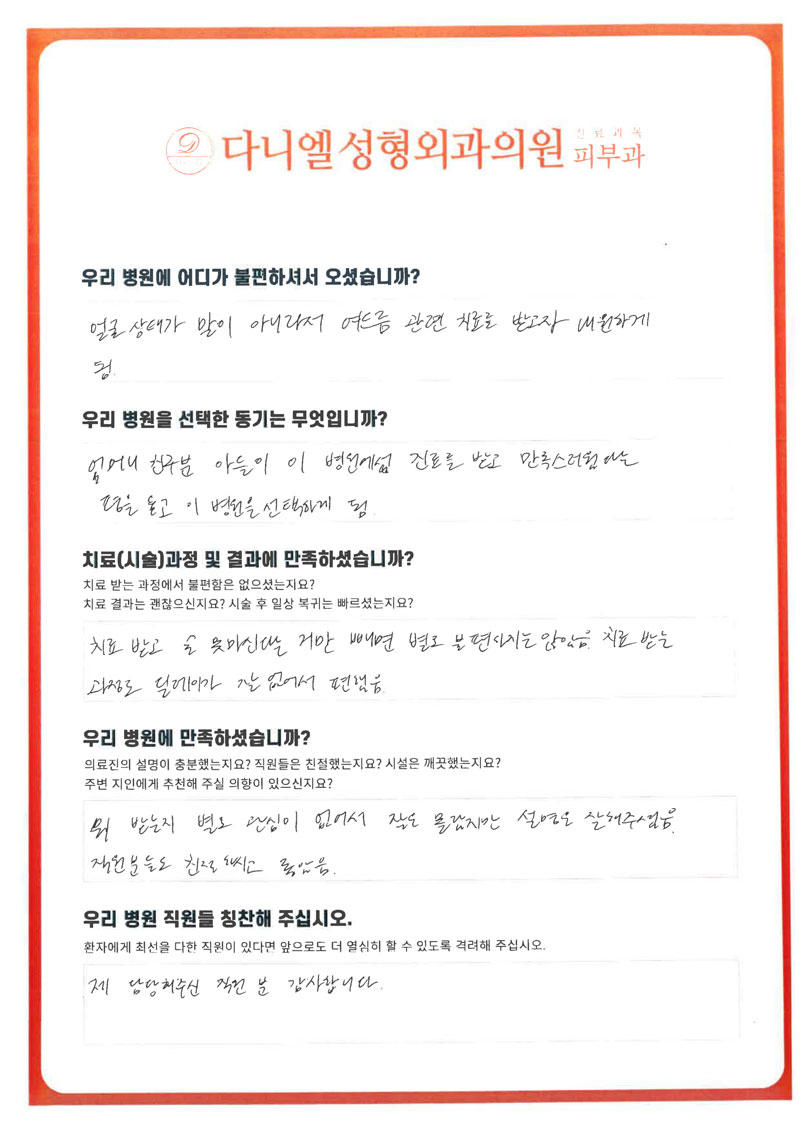 다니엘성형외과의원 진료과목
피부과
우리 병원에 어디가 불편하셔서 오셨습니까?
얼굴 상태가 말이 아니라서 여드름 관련 치료를 받고자 내원하게
됨.
우리 병원을 선택한 동기는 무엇입니까?
어머니 친구분 아들이 이 병원에서 진료를 받고 만족스러웠다는
평을 듣고 이 병원을 선택하게 됨.
치료(시술)과정 및 결과에 만족하셨습니까?
치료 받는 과정에서 불편함은 없으셨는지요?
치료 결과는 괜찮으신지요? 시술 후 일상 복귀는 빠르셨는지요?
치료 받고 술 못마신다는 거만 빼면 별로 불편하지는 않았음. 치료 받는
과정도 딜레이가 없어서 편했음.
우리 병원에 만족하셨습니까?
의료진의 설명이 충분했는지요? 직원들은 친절했는지요? 시설은 깨끗했는지요?
주변 지인에게 추천해 주실 의향이 있으신지요?
뭐 받는지 별로 관심이 없어서 잘은 몰랐지만 설명은 잘해주셨음.
직원분들도 친절하시고 좋았음.
우리 병원 직원들 칭찬해 주십시오.
환자에게 최선을 다한 직원이 있다면 앞으로도 더 열심히 할 수 있도록 격려해 주십시오.
제 담당해주신 직원 분 감사합니다.